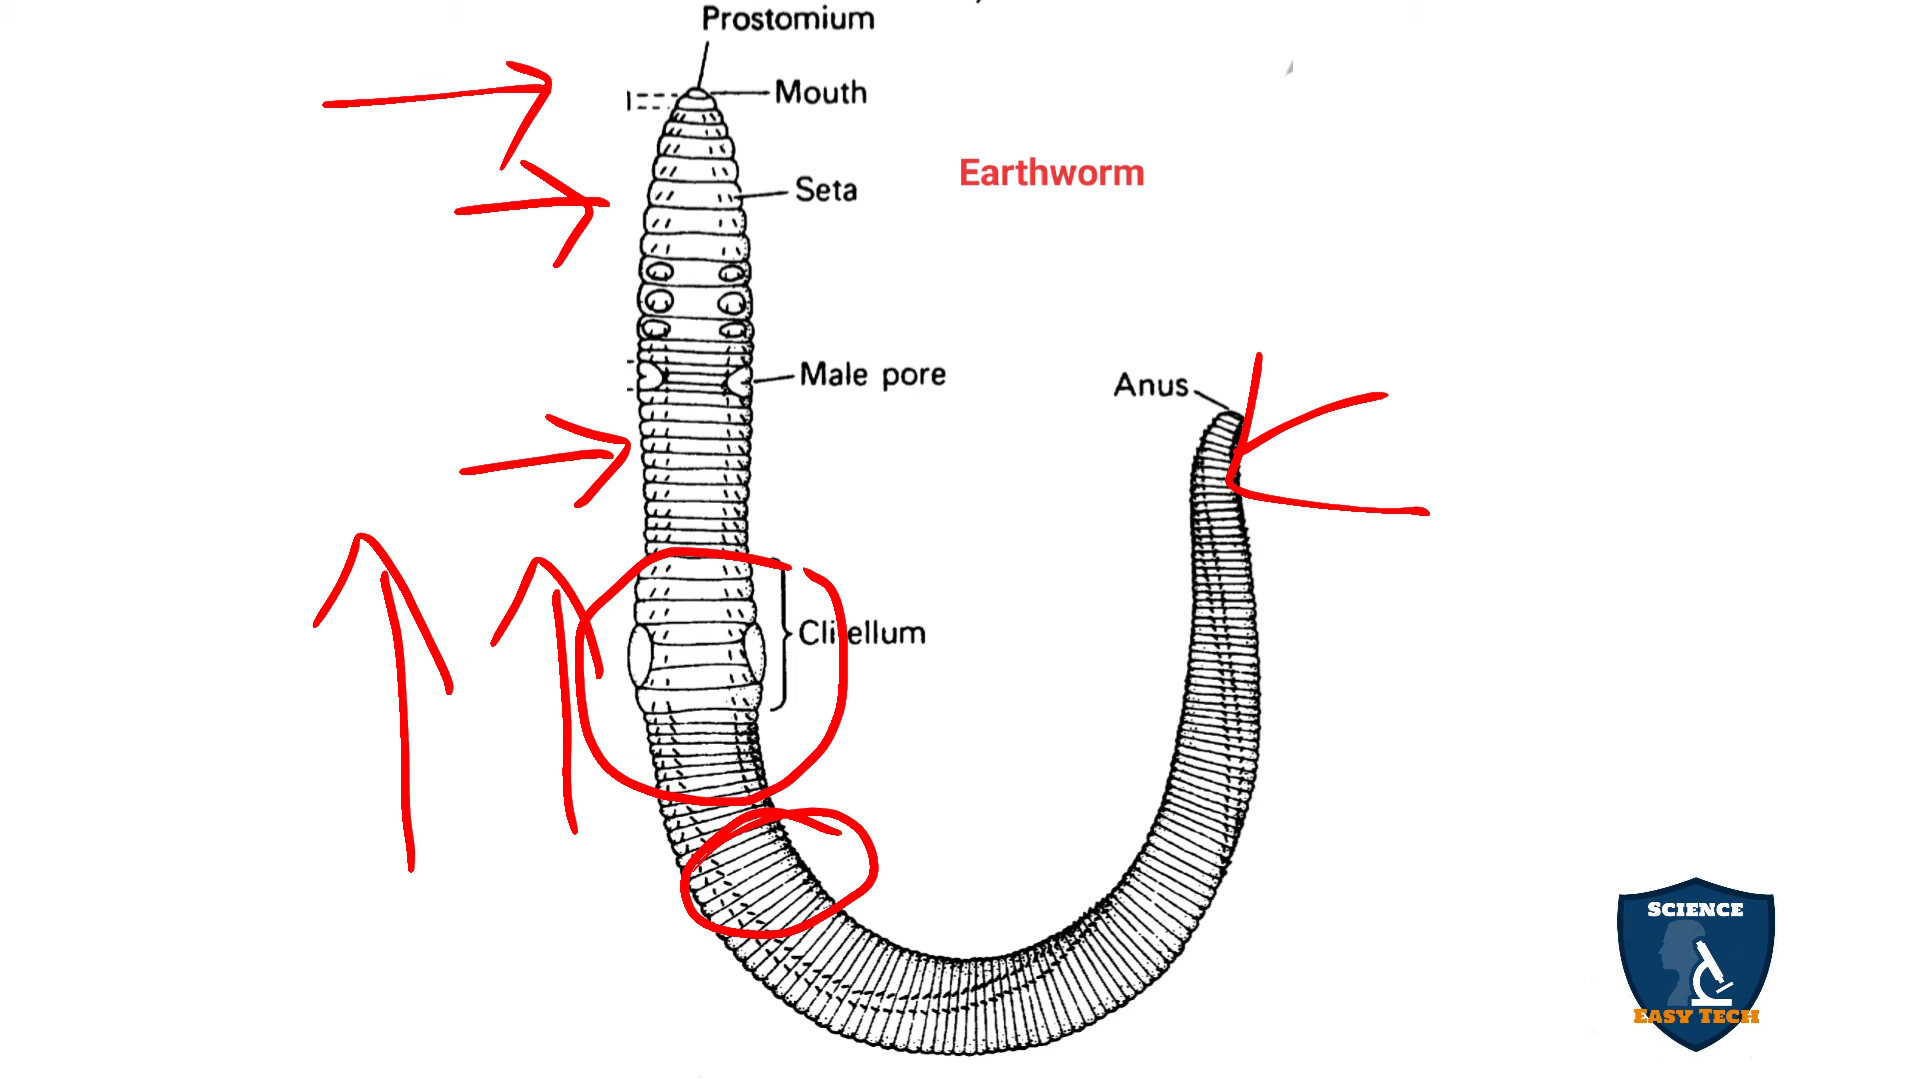 Prostomium
Mouth
Earthworm
Seta
Male pore
Anus
Clitellum
SCIENCE
EASY TECH